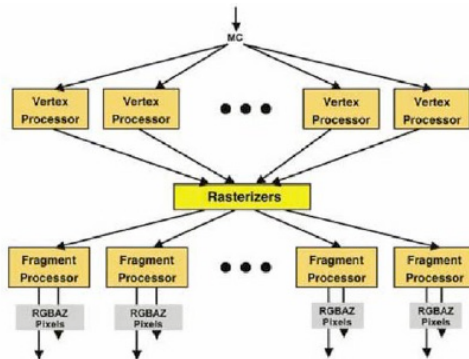 MC
Vertex
Processor
Vertex
Processor
Vertex
Processor
Vertex
Processor
Rasterizers
Fragment
Processor
Fragment
Processor
Fragment
Processor
Fragment
Processor
RGBAZ
Pixels
RGBAZ
Pixels
RGBAZ
Pixels
RGBAZ
Pixels